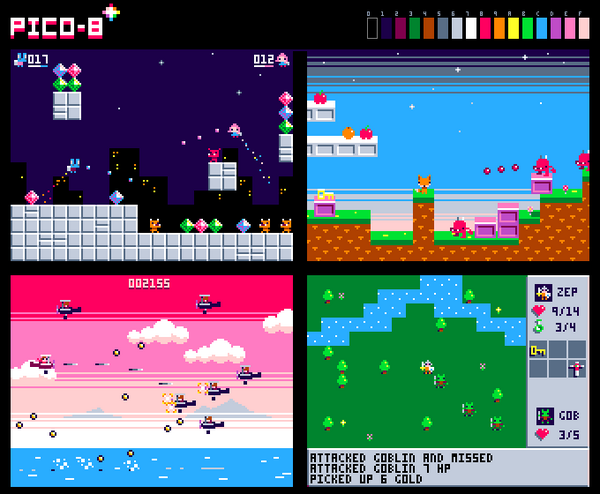 PICO-8
0 1 2 3 4 5 6 7 8 9 A B C D E F
017
012
002155
ZEP
9/14
3/4
GOB
3/5
ATTACKED GOBLIN AND MISSED
ATTACKED GOBLIN 7 HP
PICKED UP 6 GOLD